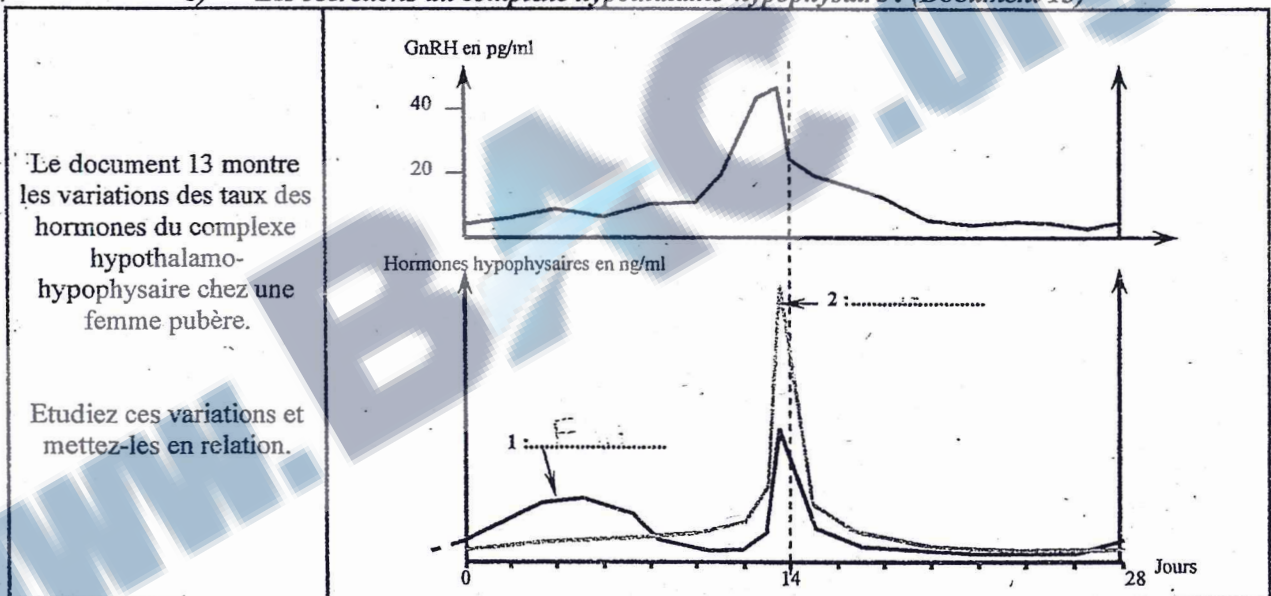 GnRH en pg/ml
40
20
Le document 13 montre
les variations des taux des
hormones du complexe
hypothalamo-
hypophysaire chez une
femme pubère.
Etudiez ces variations et
mettez-les en relation.
Hormones hypophysaires en ng/ml
2 :
1 : F
0
14
28
Jours
www.BAC.